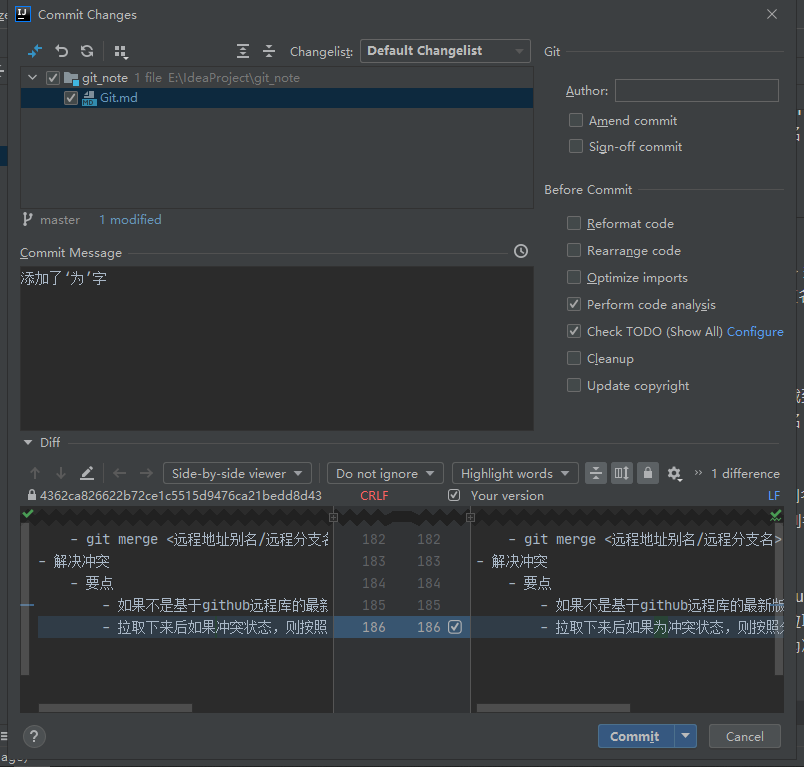 Commit Changes
Changelist: Default Changelist
git_note 1 file E:\IdeaProject\git_note
Git.md
master 1 modified
Commit Message
添加了‘为’字
Git
Author:
Amend commit
Sign-off commit
Before Commit
Reformat code
Rearrange code
Optimize imports
Perform code analysis
Check TODO (Show All) Configure
Cleanup
Update copyright
Diff
Side-by-side viewer Do not ignore Highlight words 1 difference
4362ca826622b72ce1c5515d9476ca21bedd8d43 CRLF Your version LF
- git merge <远程地址别名/远程分支名 182 182 - git merge <远程地址别名/远程分支名>
- 解决冲突 183 183 - 解决冲突
- 要点 184 184 - 要点
- 如果不是基于github远程库的最新 185 185 - 如果不是基于github远程库的最新版
- 拉取下来后如果冲突状态，则按照 186 186 - 拉取下来后如果为冲突状态，则按照
? Commit Cancel